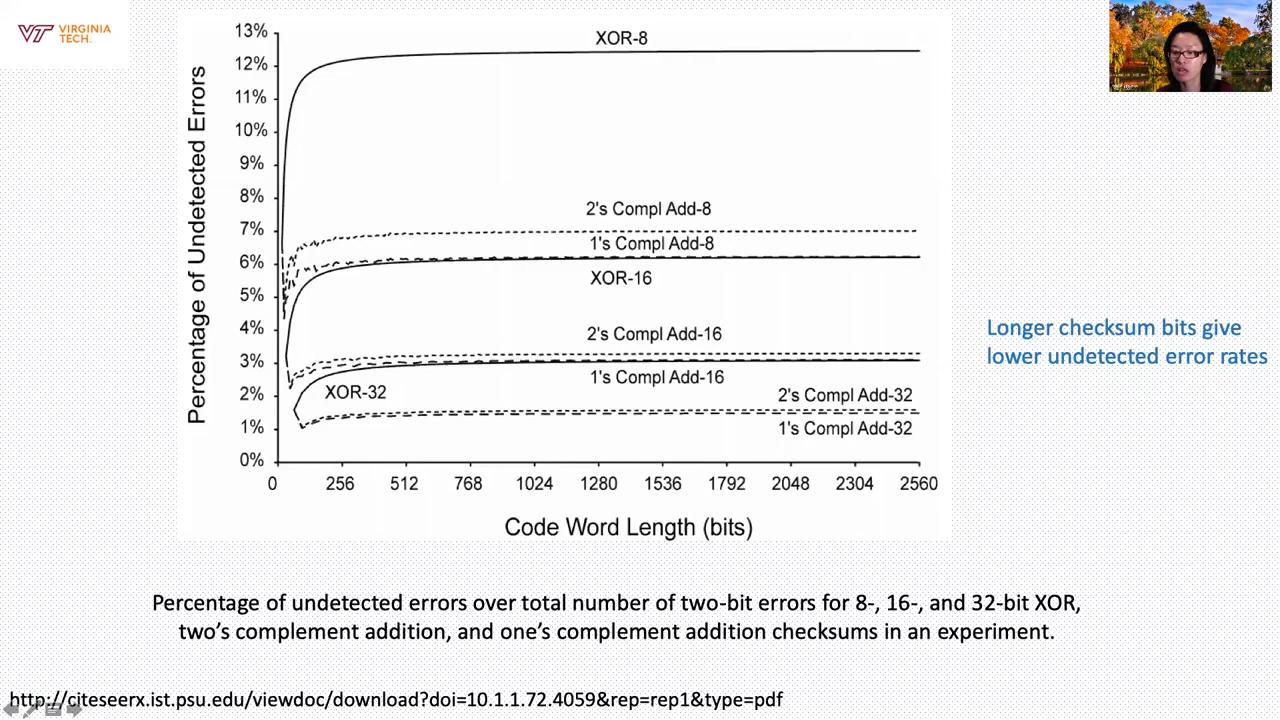 VT VIRGINIA
TECH.
13%
12%
11%
10%
9%
8%
7%
6%
5%
4%
3%
2%
1%
0%
Percentage of Undetected Errors
XOR-8
2's Compl Add-8
1's Compl Add-8
XOR-16
2's Compl Add-16
1's Compl Add-16
XOR-32
2's Compl Add-32
1's Compl Add-32
0 256 512 768 1024 1280 1536 1792 2048 2304 2560
Code Word Length (bits)
Longer checksum bits give
lower undetected error rates
Percentage of undetected errors over total number of two-bit errors for 8-, 16-, and 32-bit XOR,
two's complement addition, and one's complement addition checksums in an experiment.
http://citeseerx.ist.psu.edu/viewdoc/download?doi=10.1.1.72.4059&rep=rep1&type=pdf